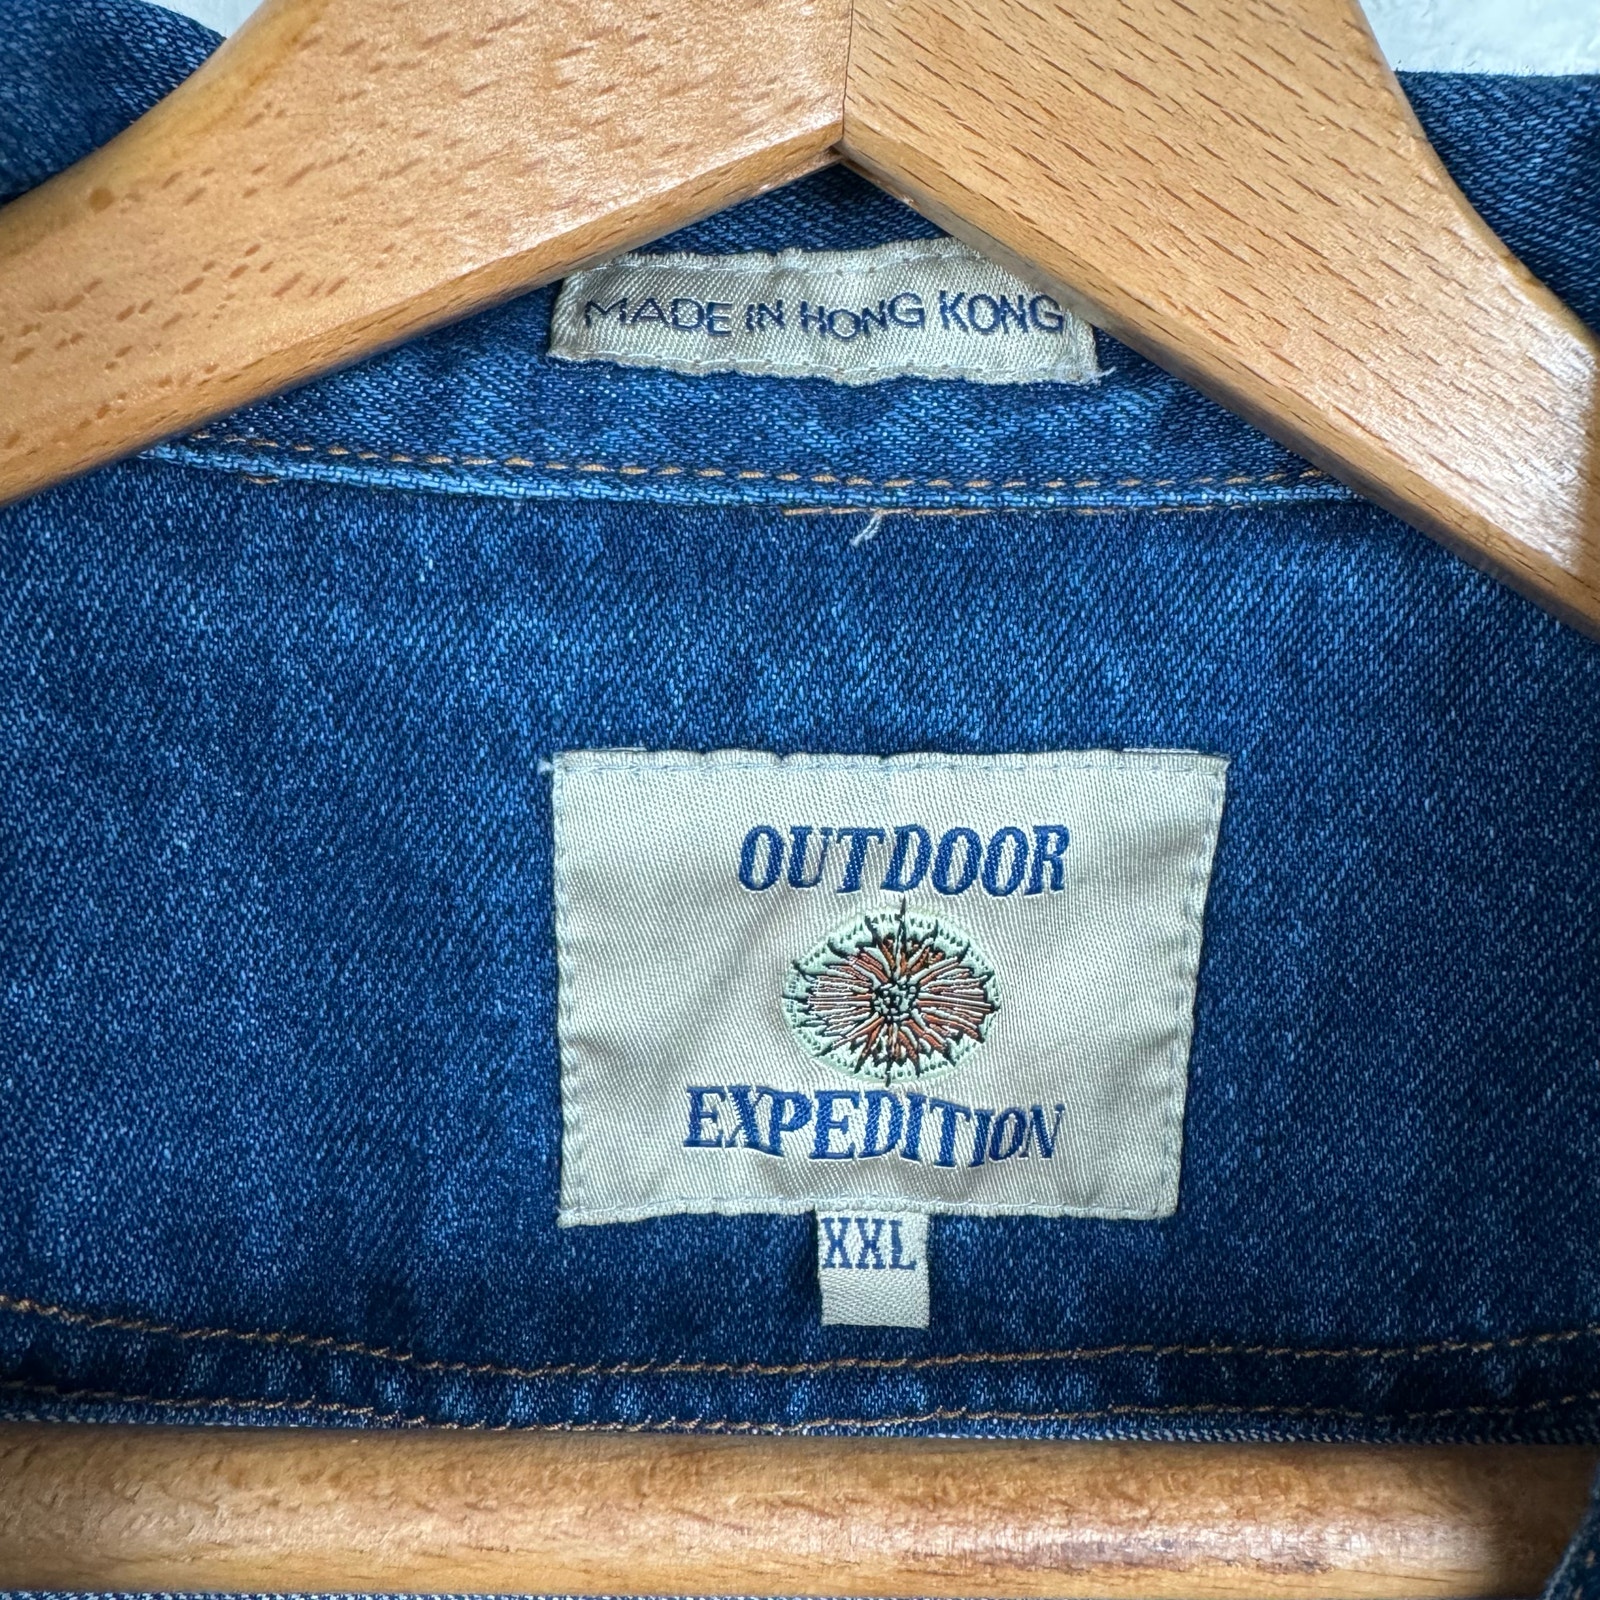 MADE IN HONG KONG
OUTDOOR
EXPEDITION
XXL